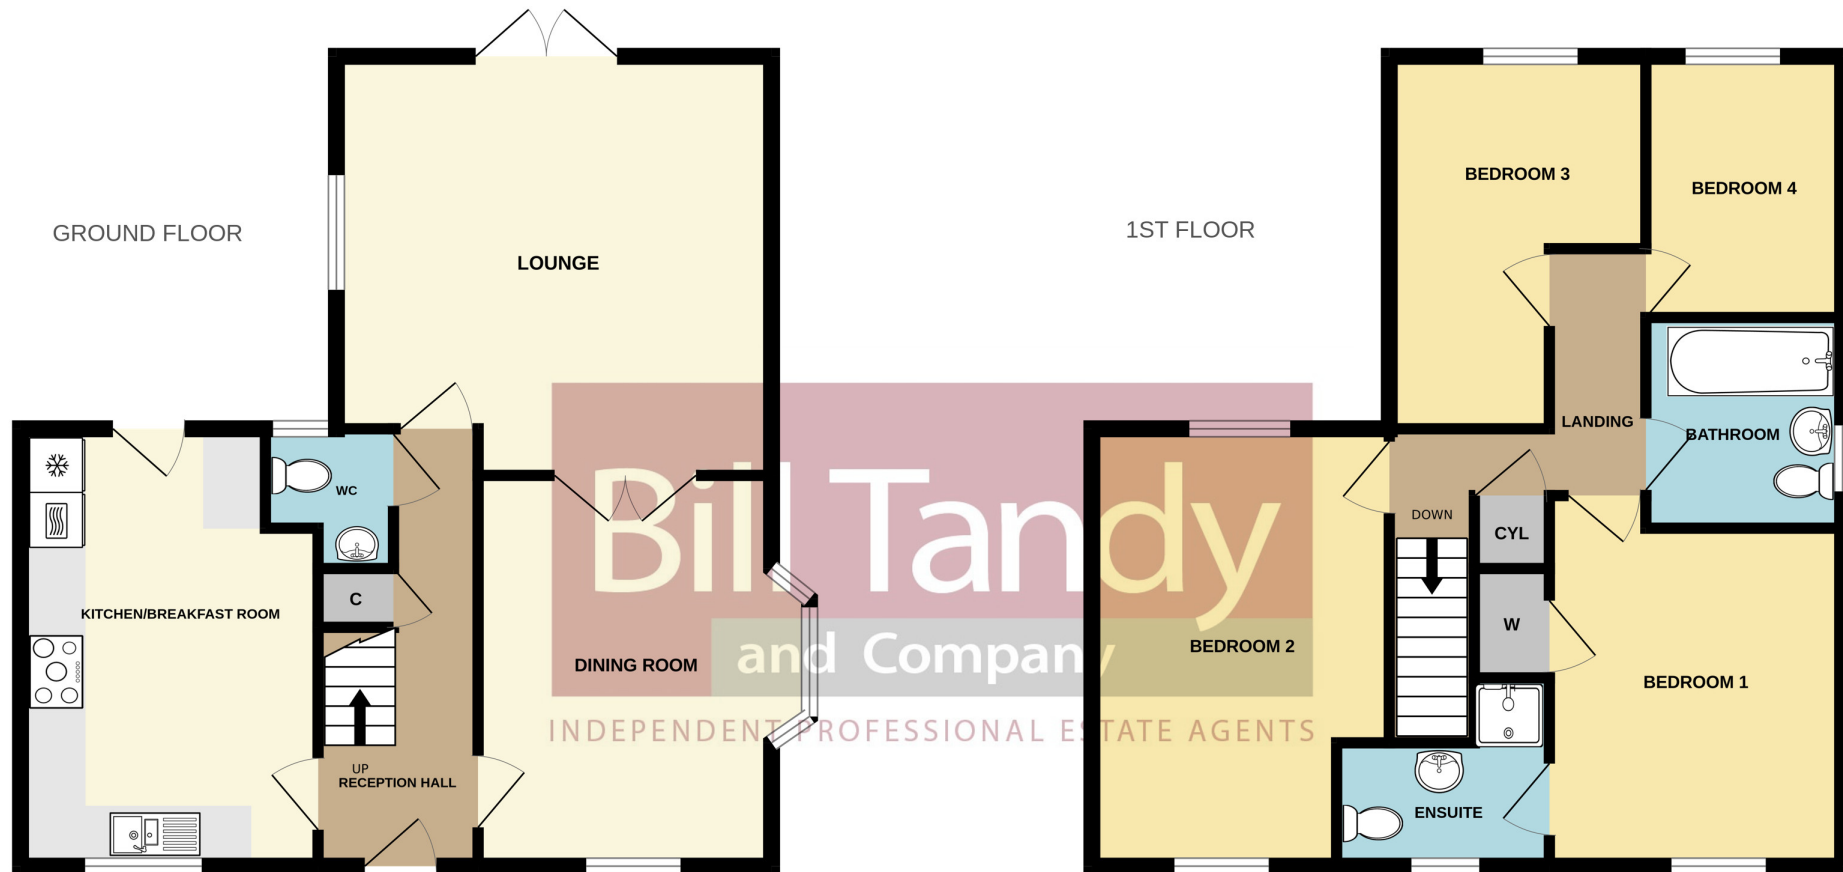 GROUND FLOOR
LOUNGE
WC
C
KITCHEN/BREAKFAST ROOM
DINING ROOM
UP
RECEPTION HALL
1ST FLOOR
BEDROOM 3
BEDROOM 4
LANDING
BATHROOM
DOWN
CYL
W
BEDROOM 2
BEDROOM 1
ENSUITE
Bill Tandy
and Company
INDEPENDENT PROFESSIONAL ESTATE AGENTS